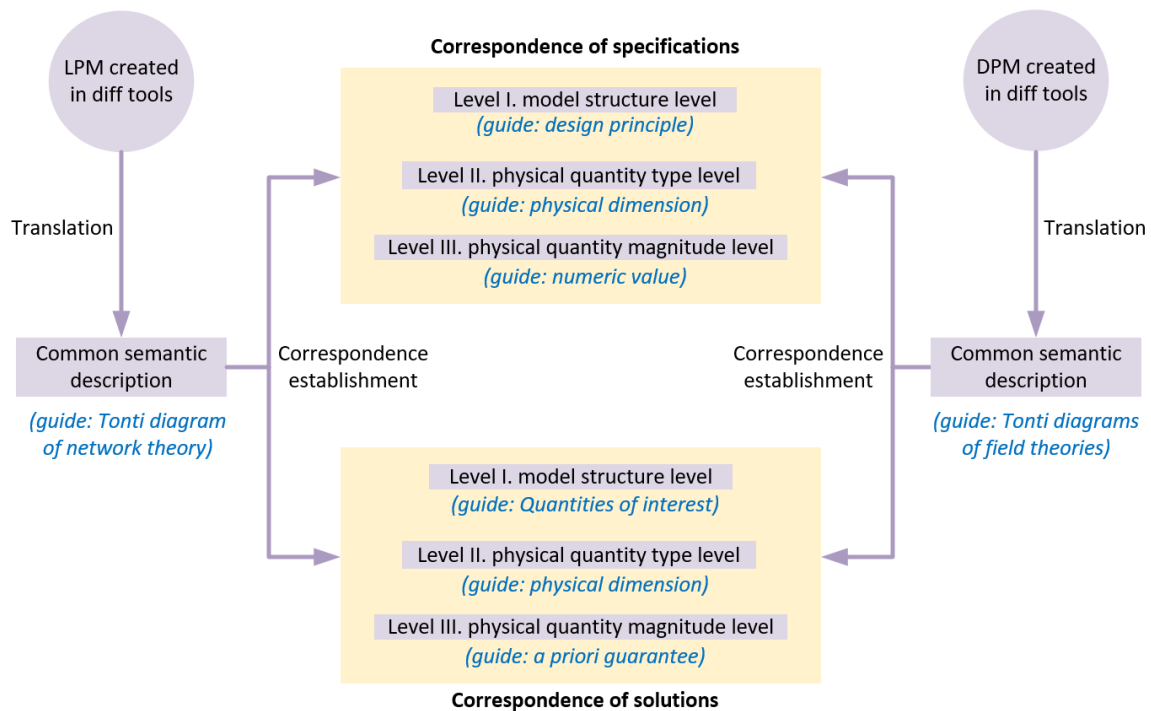 LPM created
in diff tools
Translation
Common semantic
description
(guide: Tonti diagram
of network theory)
Correspondence
establishment
Correspondence of specifications
Level I. model structure level
(guide: design principle)
Level II. physical quantity type level
(guide: physical dimension)
Level III. physical quantity magnitude level
(guide: numeric value)
Level I. model structure level
(guide: Quantities of interest)
Level II. physical quantity type level
(guide: physical dimension)
Level III. physical quantity magnitude level
(guide: a priori guarantee)
Correspondence of solutions
DPM created
in diff tools
Translation
Correspondence
establishment
Common semantic
description
(guide: Tonti diagrams
of field theories)